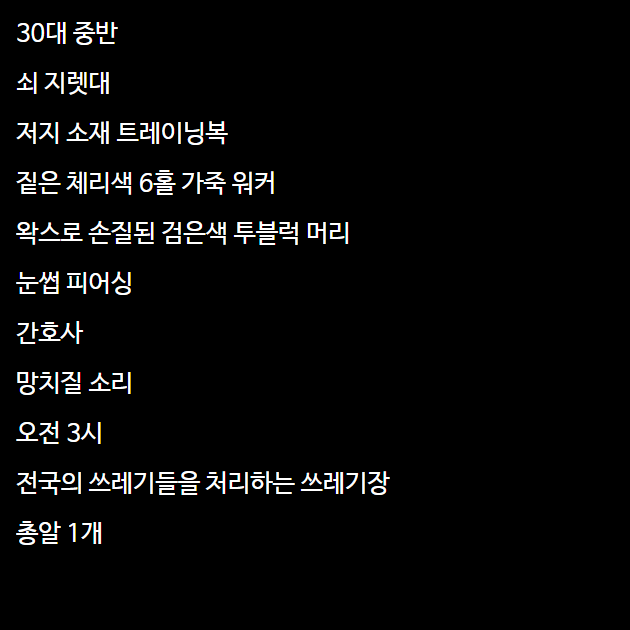 30대 중반
쇠 지렛대
저지 소재 트레이닝복
짙은 체리색 6홀 가죽 워커
왁스로 손질된 검은색 투블럭 머리
눈썹 피어싱
간호사
망치질 소리
오전 3시
전국의 쓰레기들을 처리하는 쓰레기장
총알 1개